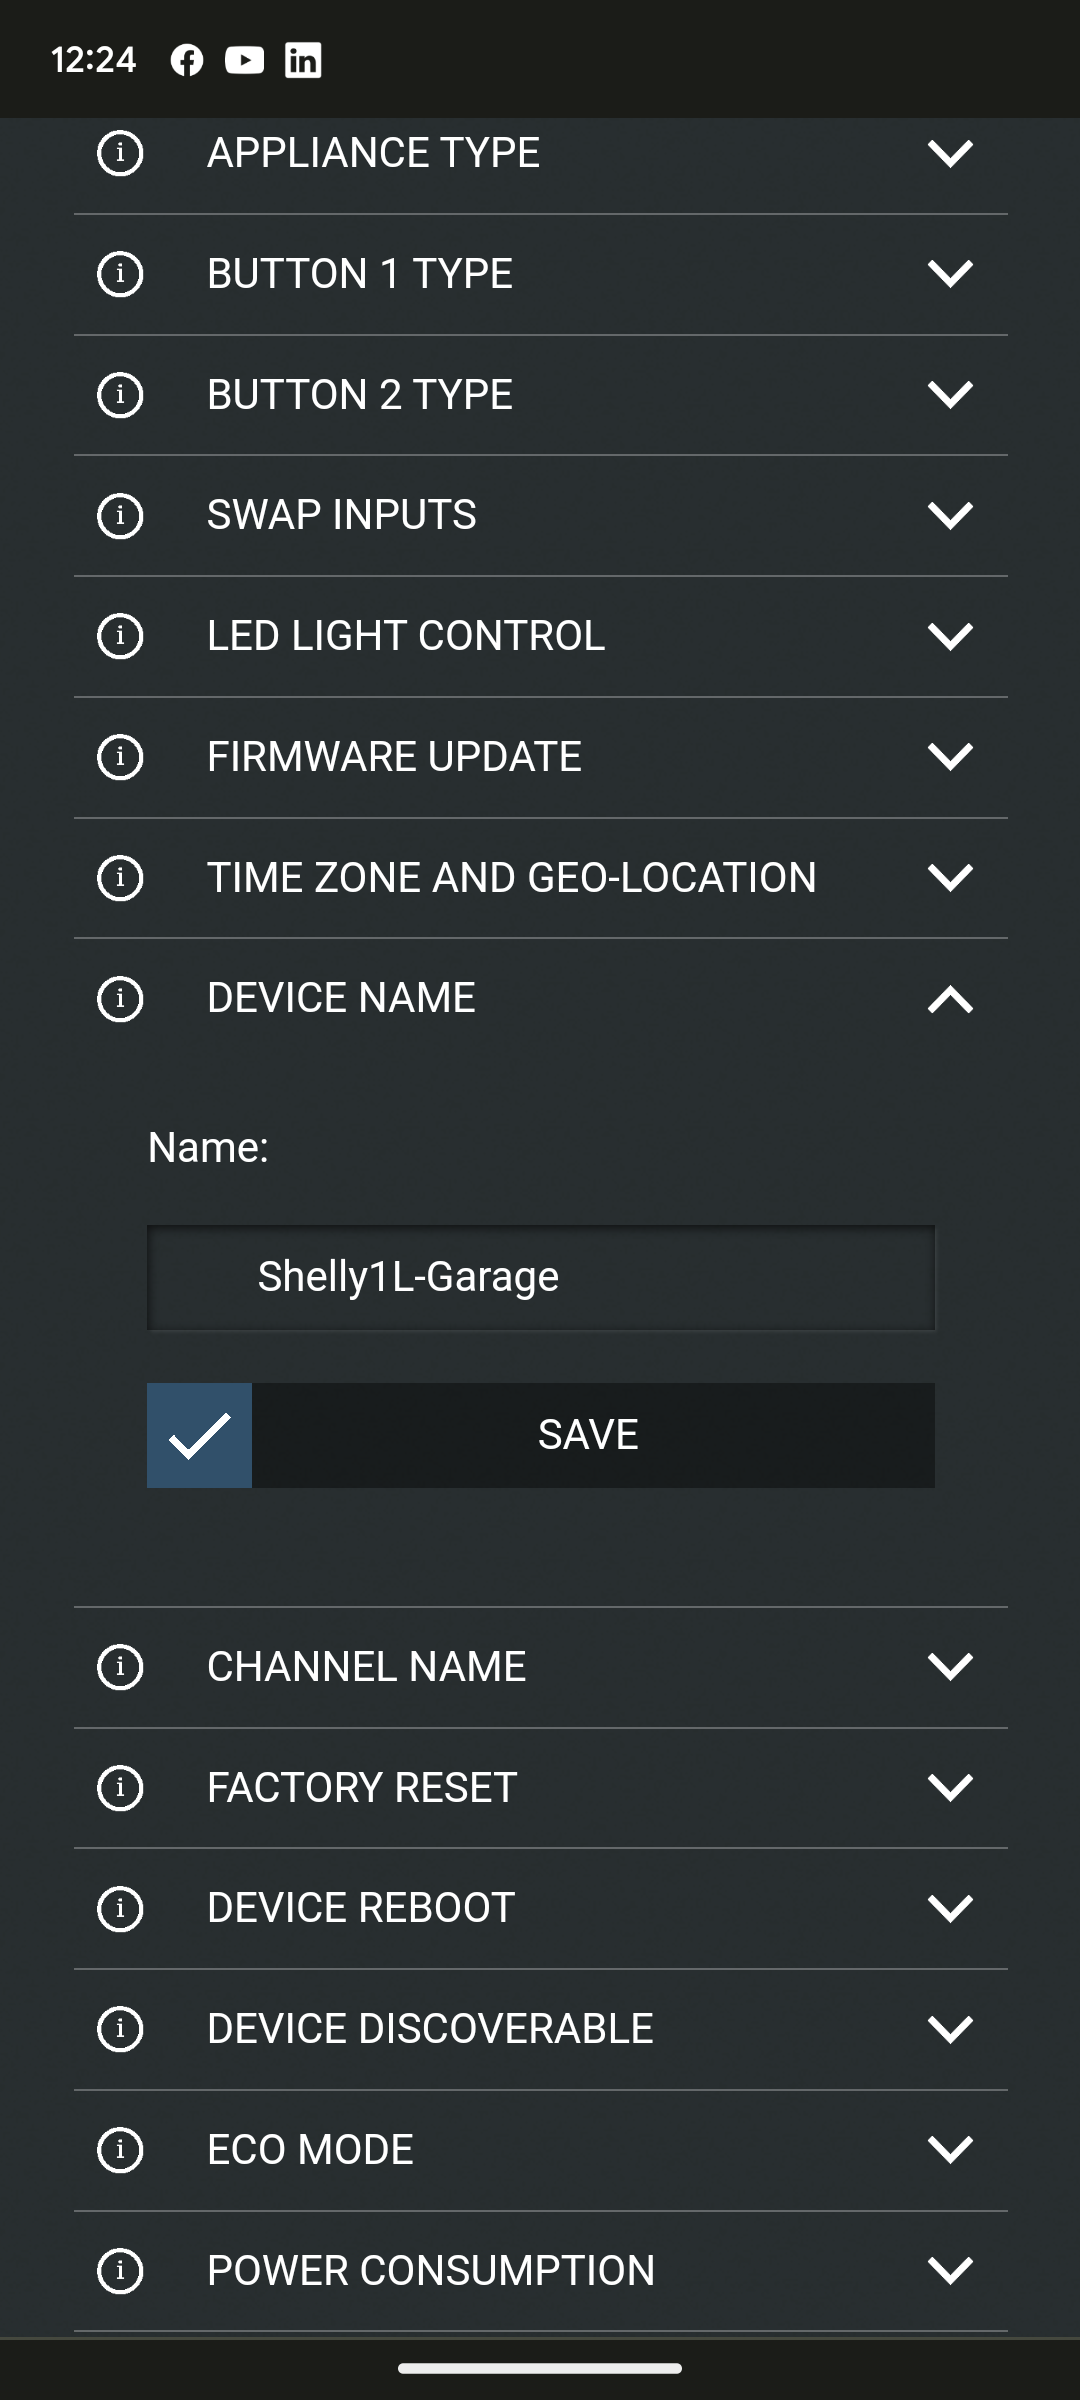 12:24
APPLIANCE TYPE
BUTTON 1 TYPE
BUTTON 2 TYPE
SWAP INPUTS
LED LIGHT CONTROL
FIRMWARE UPDATE
TIME ZONE AND GEO-LOCATION
DEVICE NAME
Name:
Shelly1L-Garage
SAVE
CHANNEL NAME
FACTORY RESET
DEVICE REBOOT
DEVICE DISCOVERABLE
ECO MODE
POWER CONSUMPTION